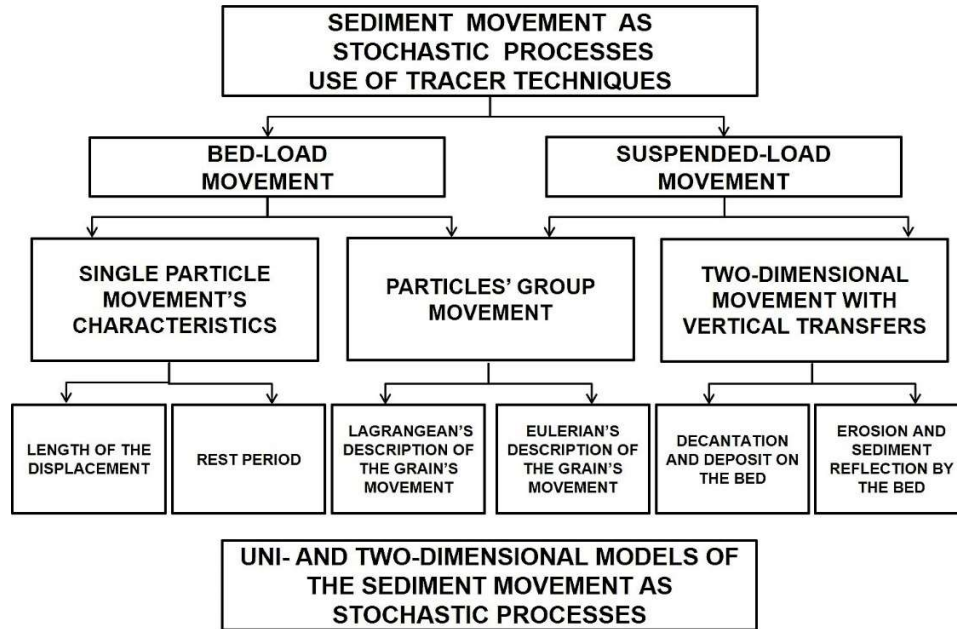 SEDIMENT MOVEMENT AS
STOCHASTIC PROCESSES
USE OF TRACER TECHNIQUES
BED-LOAD
MOVEMENT
SUSPENDED-LOAD
MOVEMENT
SINGLE PARTICLE
MOVEMENT'S
CHARACTERISTICS
PARTICLES' GROUP
MOVEMENT
TWO-DIMENSIONAL
MOVEMENT WITH
VERTICAL TRANSFERS
LENGTH OF THE
DISPLACEMENT
REST PERIOD
LAGRANGEAN'S
DESCRIPTION OF
THE GRAIN'S
MOVEMENT
EULERIAN'S
DESCRIPTION OF
THE GRAIN'S
MOVEMENT
DECANTATION
AND DEPOSIT ON
THE BED
EROSION AND
SEDIMENT
REFLECTION BY
THE BED
UNI- AND TWO-DIMENSIONAL MODELS OF
THE SEDIMENT MOVEMENT AS
STOCHASTIC PROCESSES